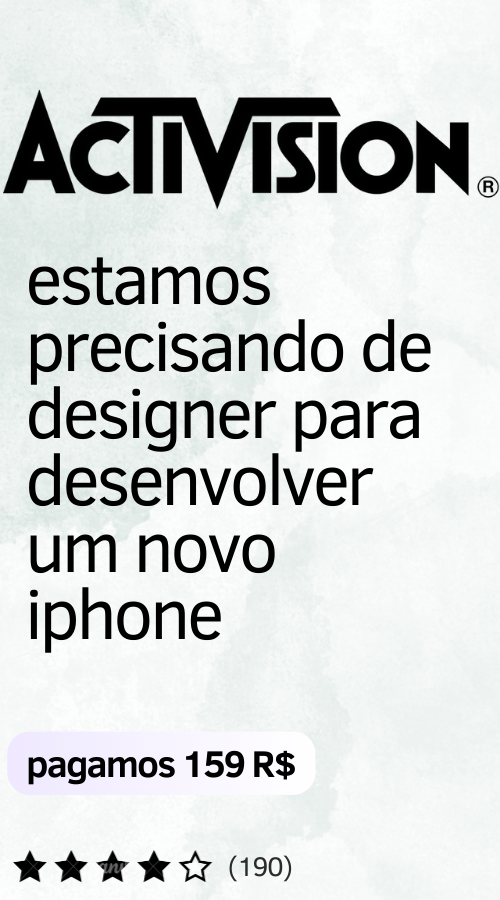 ACTIVISION®
estamos
precisando de
designer para
desenvolver
um novo
iphone
pagamos 159 R$
(190)